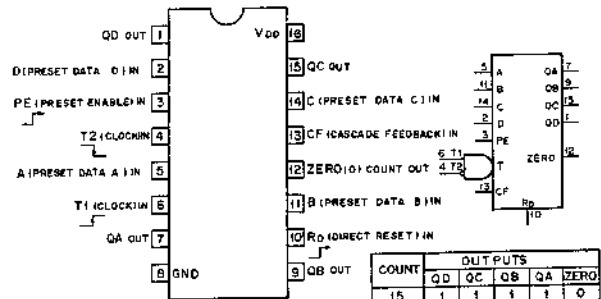 QD OUT 1
D(PRESET DATA D)IN 2
PE(PRESET ENABLE)IN 3
T2(CLOCK)IN 4
A(PRESET DATA A)IN 5
T1(CLOCK)IN 6
QA OUT 7
8 GND
VDD 16
15 QC OUT
14 C(PRESET DATA C)IN
13 CF(CASCADE FEEDBACK)IN
12 ZERO(0)COUNT OUT
11 B(PRESET DATA B)IN
10 RD(DIRECT RESET)IN
9 QB OUT
5 A QA 7
11 B QB 9
14 C QC 15
2 D QD 1
3 PE
ZERO 12
6 T1
4 T2
T
13 CF
RD
10
COUNT OUTPUTS
QD QC QB QA ZERO
15 1 1 1 1 0